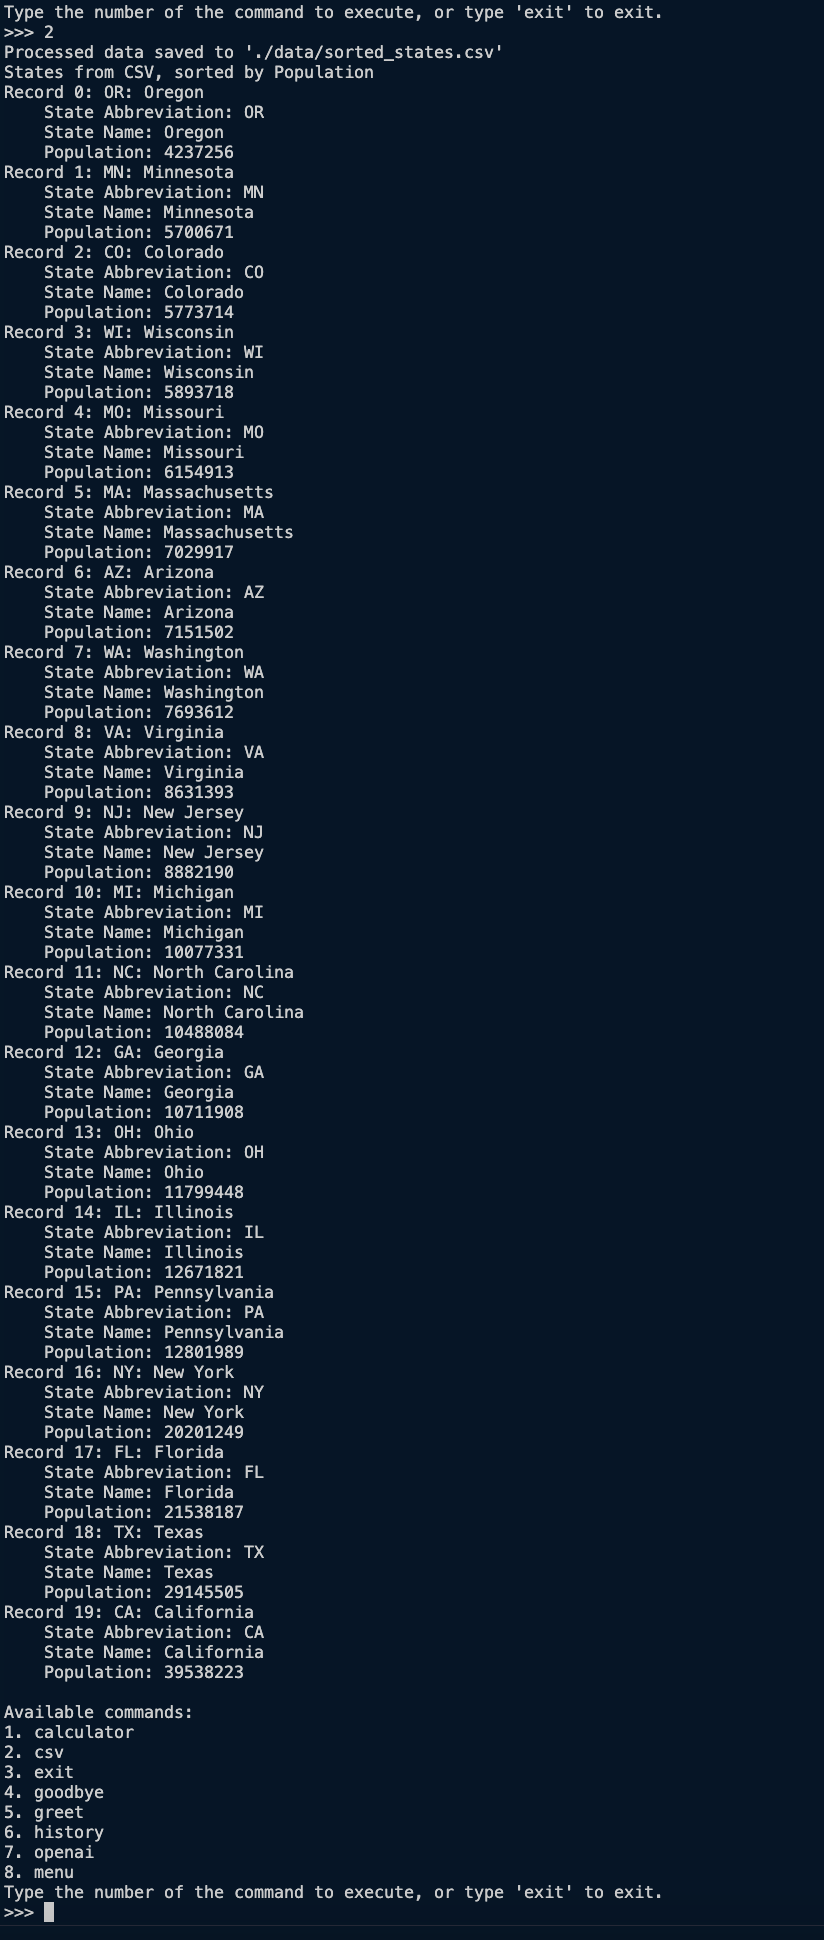 Type the number of the command to execute, or type 'exit' to exit.
>>> 2
Processed data saved to './data/sorted_states.csv'
States from CSV, sorted by Population
Record 0: OR: Oregon
    State Abbreviation: OR
    State Name: Oregon
    Population: 4237256
Record 1: MN: Minnesota
    State Abbreviation: MN
    State Name: Minnesota
    Population: 5700671
Record 2: CO: Colorado
    State Abbreviation: CO
    State Name: Colorado
    Population: 5773714
Record 3: WI: Wisconsin
    State Abbreviation: WI
    State Name: Wisconsin
    Population: 5893718
Record 4: MO: Missouri
    State Abbreviation: MO
    State Name: Missouri
    Population: 6154913
Record 5: MA: Massachusetts
    State Abbreviation: MA
    State Name: Massachusetts
    Population: 7029917
Record 6: AZ: Arizona
    State Abbreviation: AZ
    State Name: Arizona
    Population: 7151502
Record 7: WA: Washington
    State Abbreviation: WA
    State Name: Washington
    Population: 7693612
Record 8: VA: Virginia
    State Abbreviation: VA
    State Name: Virginia
    Population: 8631393
Record 9: NJ: New Jersey
    State Abbreviation: NJ
    State Name: New Jersey
    Population: 8882190
Record 10: MI: Michigan
    State Abbreviation: MI
    State Name: Michigan
    Population: 10077331
Record 11: NC: North Carolina
    State Abbreviation: NC
    State Name: North Carolina
    Population: 10488084
Record 12: GA: Georgia
    State Abbreviation: GA
    State Name: Georgia
    Population: 10711908
Record 13: OH: Ohio
    State Abbreviation: OH
    State Name: Ohio
    Population: 11799448
Record 14: IL: Illinois
    State Abbreviation: IL
    State Name: Illinois
    Population: 12671821
Record 15: PA: Pennsylvania
    State Abbreviation: PA
    State Name: Pennsylvania
    Population: 12801989
Record 16: NY: New York
    State Abbreviation: NY
    State Name: New York
    Population: 20201249
Record 17: FL: Florida
    State Abbreviation: FL
    State Name: Florida
    Population: 21538187
Record 18: TX: Texas
    State Abbreviation: TX
    State Name: Texas
    Population: 29145505
Record 19: CA: California
    State Abbreviation: CA
    State Name: California
    Population: 39538223

Available commands:
1. calculator
2. csv
3. exit
4. goodbye
5. greet
6. history
7. openai
8. menu
Type the number of the command to execute, or type 'exit' to exit.
>>>